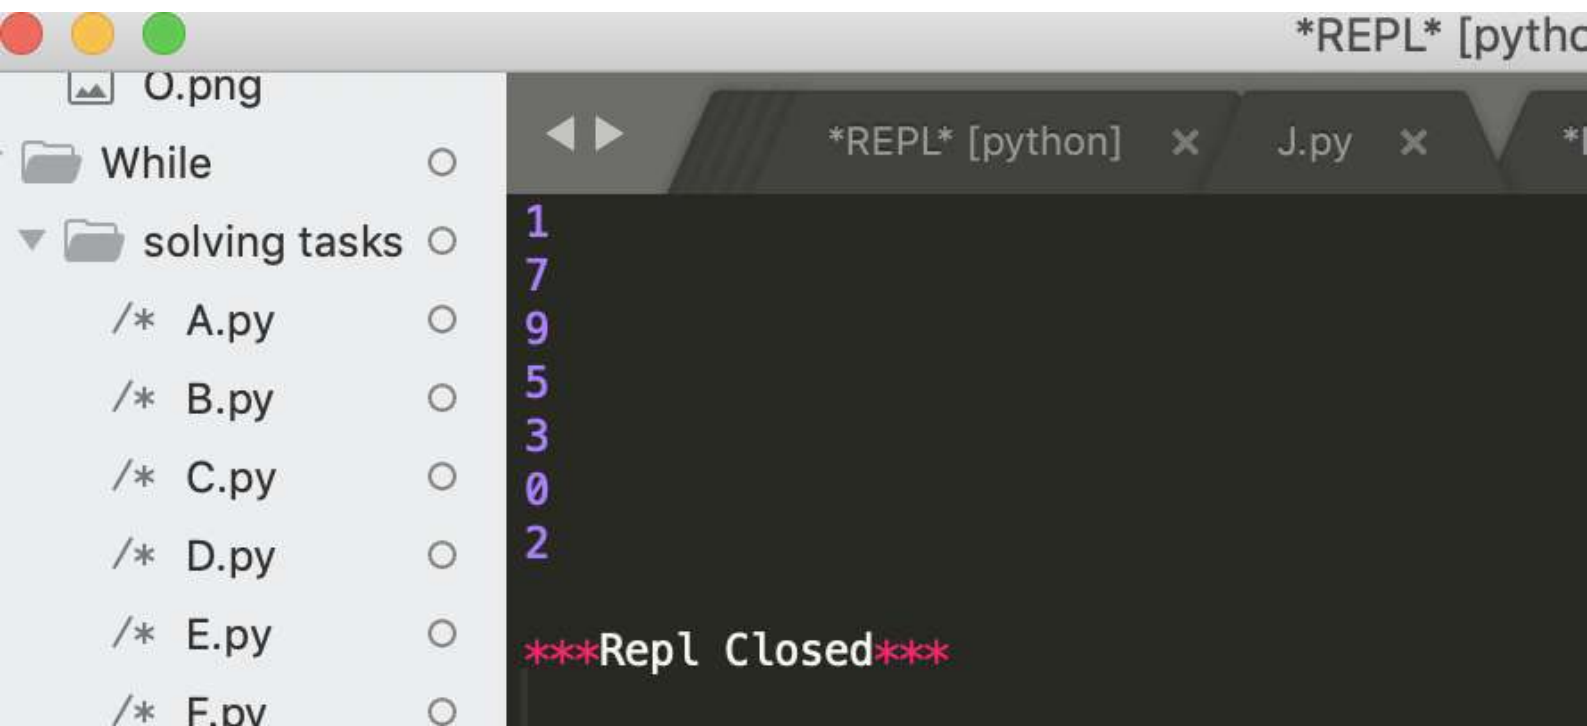 *REPL* [pytho
O.png
While
solving tasks
/* A.py
/* B.py
/* C.py
/* D.py
/* E.py
/* F.py
*REPL* [python] ×
J.py ×
1
7
9
5
3
0
2
***Repl Closed***